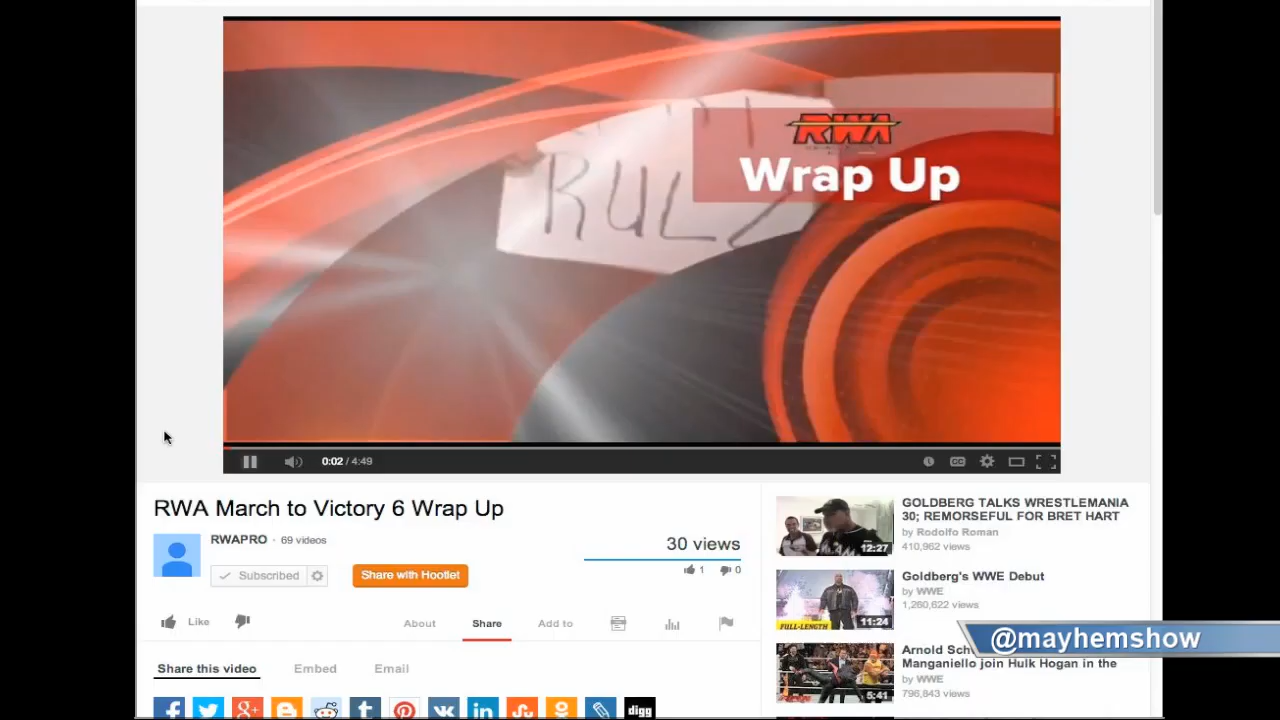 RULZ
RWA
Wrap Up
0:02 / 4:49
CC
RWA March to Victory 6 Wrap Up
RWAPRO · 69 videos
Subscribed
Share with Hootlet
30 views
1 0
Like
About Share Add to
Share this video Embed Email
digg
GOLDBERG TALKS WRESTLEMANIA
30; REMORSEFUL FOR BRET HART
by Rodolfo Roman
410,962 views
12:27
Goldberg's WWE Debut
by WWE
1,260,622 views
FULL-LENGTH 11:24
@mayhemshow
Arnold
Manganiello join Hulk Hogan in the
by WWE
796,843 views
5:41